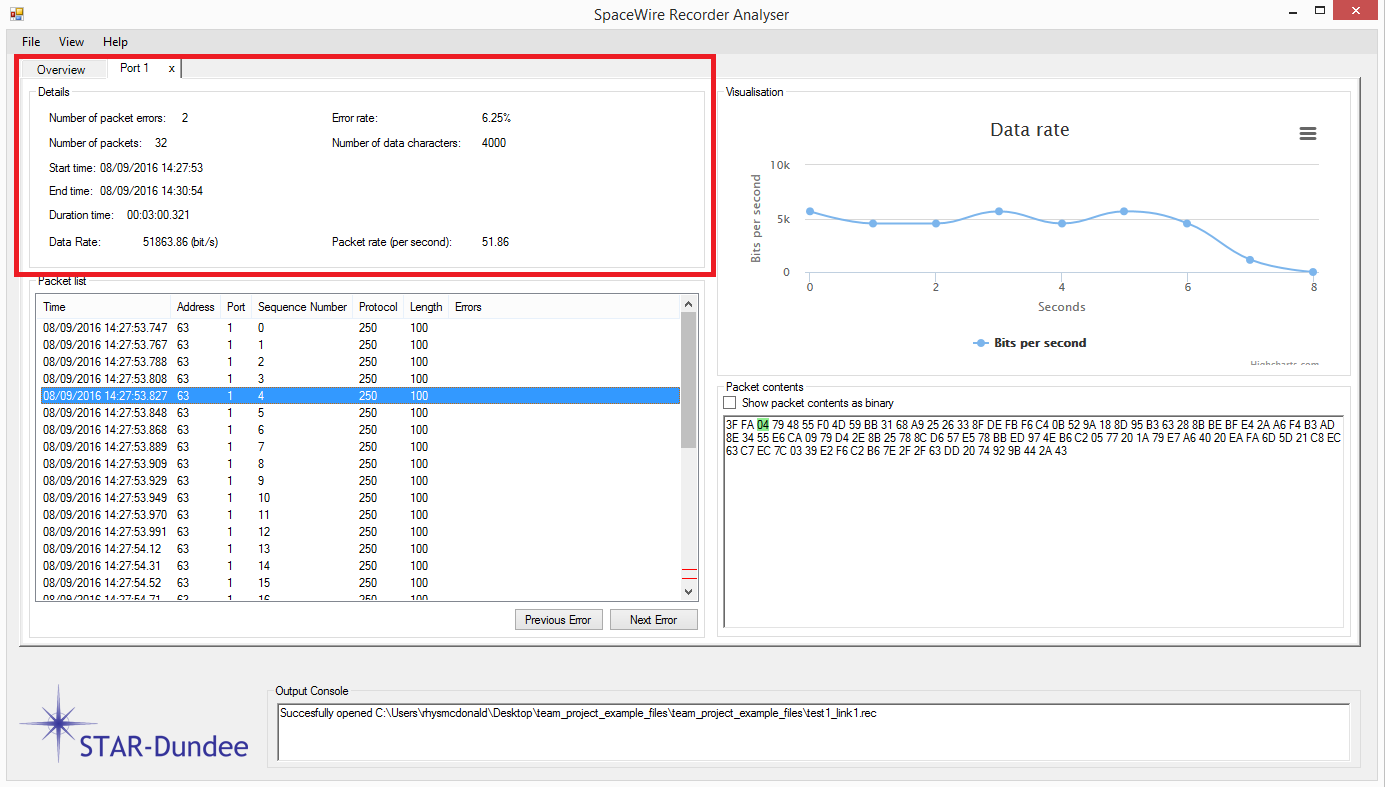 SpaceWire Recorder Analyser
File View Help
Overview Port 1 x
Details
Number of packet errors: 2 Error rate: 6.25%
Number of packets: 32 Number of data characters: 4000
Start time: 08/09/2016 14:27:53
End time: 08/09/2016 14:30:54
Duration time: 00:03:00.321
Data Rate: 51863.86 (bit/s) Packet rate (per second): 51.86
Packet list
Time Address Port Sequence Number Protocol Length Errors
08/09/2016 14:27:53.747 63 1 0 250 100
08/09/2016 14:27:53.767 63 1 1 250 100
08/09/2016 14:27:53.788 63 1 2 250 100
08/09/2016 14:27:53.808 63 1 3 250 100
08/09/2016 14:27:53.827 63 1 4 250 100
08/09/2016 14:27:53.848 63 1 5 250 100
08/09/2016 14:27:53.868 63 1 6 250 100
08/09/2016 14:27:53.889 63 1 7 250 100
08/09/2016 14:27:53.909 63 1 8 250 100
08/09/2016 14:27:53.929 63 1 9 250 100
08/09/2016 14:27:53.949 63 1 10 250 100
08/09/2016 14:27:53.970 63 1 11 250 100
08/09/2016 14:27:53.991 63 1 12 250 100
08/09/2016 14:27:54.12 63 1 13 250 100
08/09/2016 14:27:54.31 63 1 14 250 100
08/09/2016 14:27:54.52 63 1 15 250 100
08/09/2016 14:27:54.71 63 1 16 250 100
Previous Error Next Error
Visualisation
Data rate
Bits per second
10k
5k
0
0 2 4 6 8
Seconds
Bits per second
Highcharts.com
Packet contents
Show packet contents as binary
3F FA 04 79 48 55 F0 4D 59 BB 31 68 A9 25 26 33 8F DE FB F6 C4 0B 52 9A 18 8D 95 B3 63 28 8B BE BF E4 2A A6 F4 B3 AD
8E 34 55 E6 CA 09 79 D4 2E 8B 25 78 8C D6 57 E5 78 BB ED 97 4E B6 C2 05 77 20 1A 79 E7 A6 40 20 EA FA 6D 5D 21 C8 EC
63 C7 EC 7C 03 39 E2 F6 C2 B6 7E 2F 2F 63 DD 20 74 92 9B 44 2A 43
STAR-Dundee
Output Console
Succesfully opened C:\Users\rhysmcdonald\Desktop\team_project_example_files\team_project_example_files\test1_link1.rec